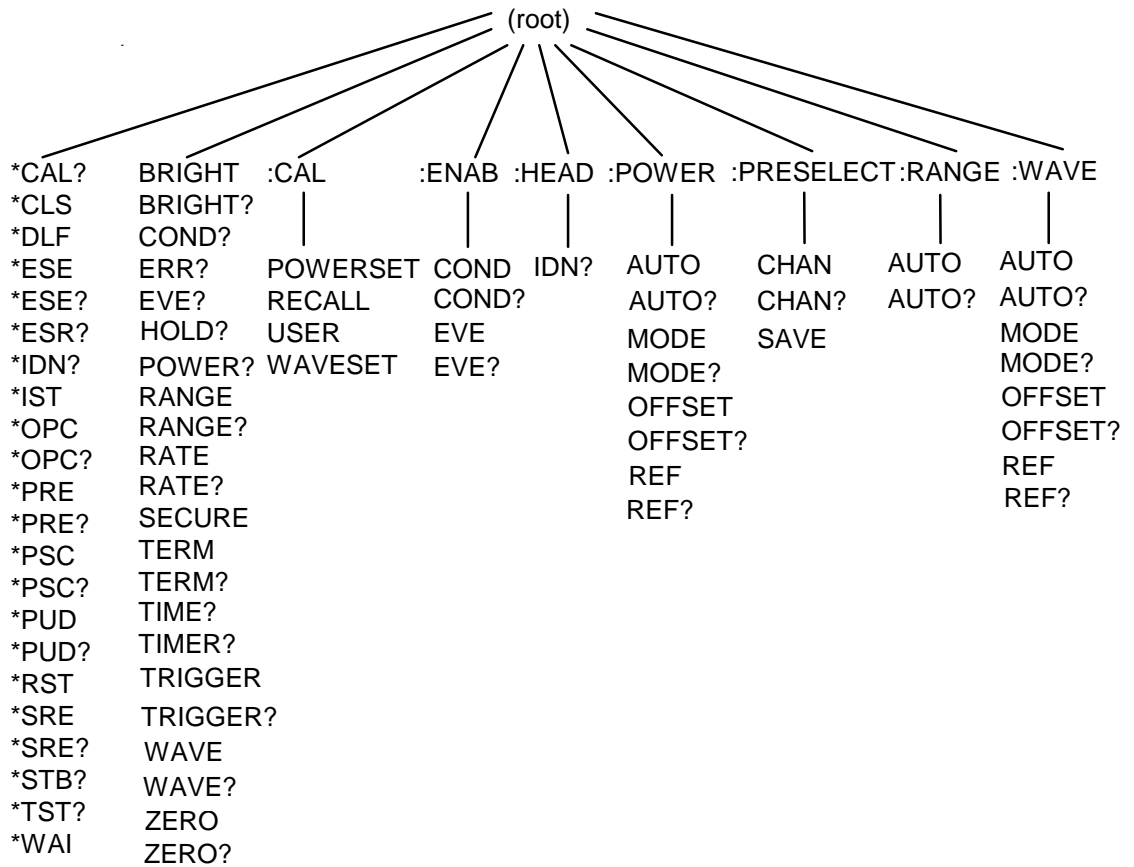 (root)
*CAL? BRIGHT :CAL :ENAB :HEAD :POWER :PRESELECT :RANGE :WAVE
*CLS BRIGHT?
*DLF COND?
*ESE ERR? POWERSET COND IDN? AUTO CHAN AUTO AUTO
*ESE? EVE? RECALL COND? AUTO? CHAN? AUTO? AUTO?
*ESR? HOLD? USER EVE MODE SAVE MODE
*IDN? POWER? WAVESET EVE? MODE? MODE?
*IST RANGE OFFSET OFFSET
*OPC RANGE? OFFSET? OFFSET?
*OPC? RATE REF REF
*PRE RATE? REF? REF?
*PRE? SECURE
*PSC TERM
*PSC? TERM?
*PUD TIME?
*PUD? TIMER?
*RST TRIGGER
*SRE TRIGGER?
*SRE? WAVE
*STB? WAVE?
*TST? ZERO
*WAI ZERO?